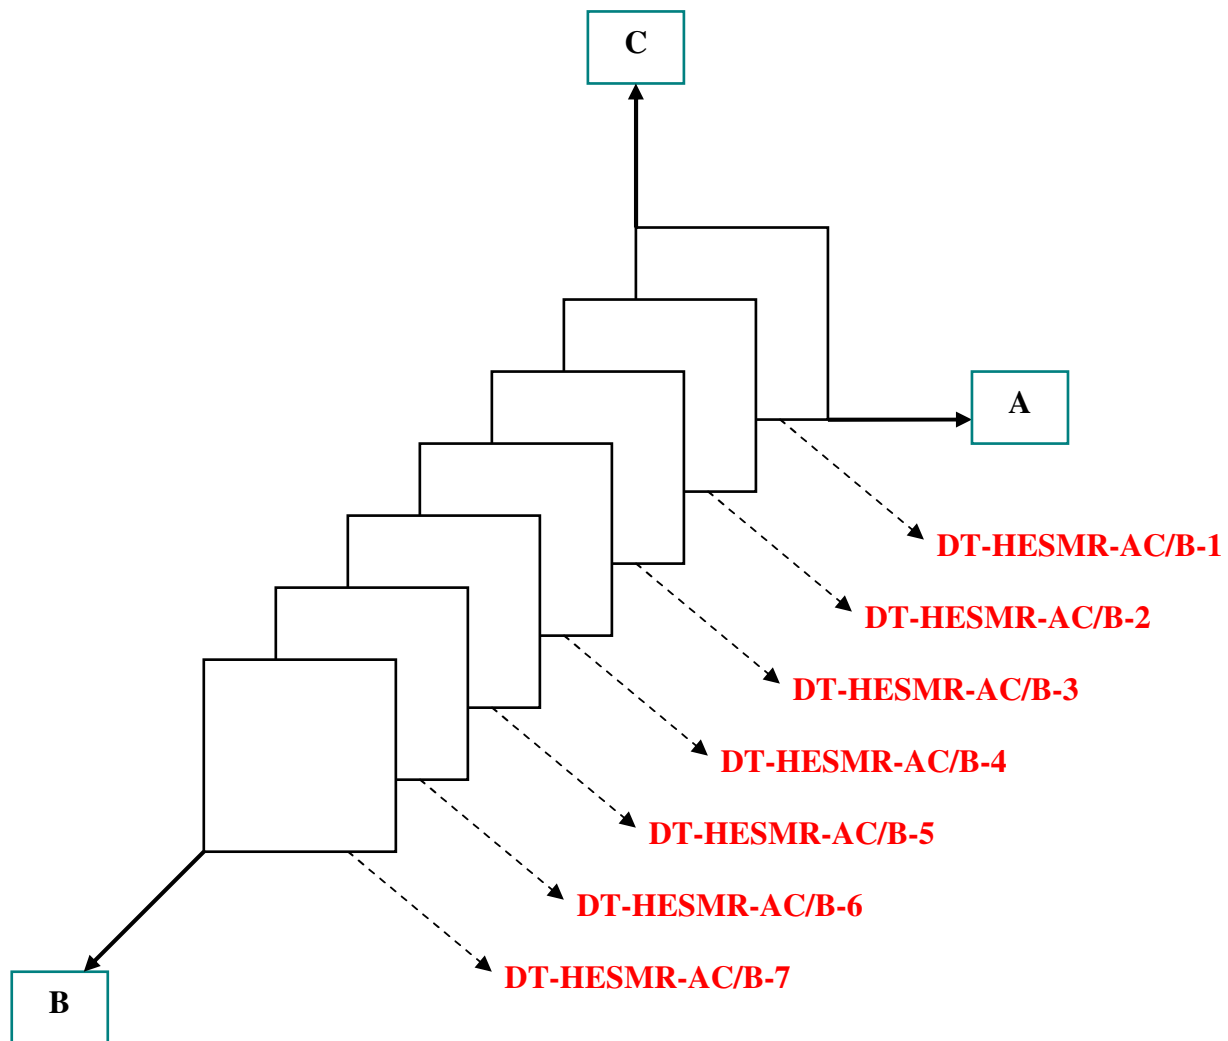 C
A
DT-HESMR-AC/B-1
DT-HESMR-AC/B-2
DT-HESMR-AC/B-3
DT-HESMR-AC/B-4
DT-HESMR-AC/B-5
DT-HESMR-AC/B-6
DT-HESMR-AC/B-7
B